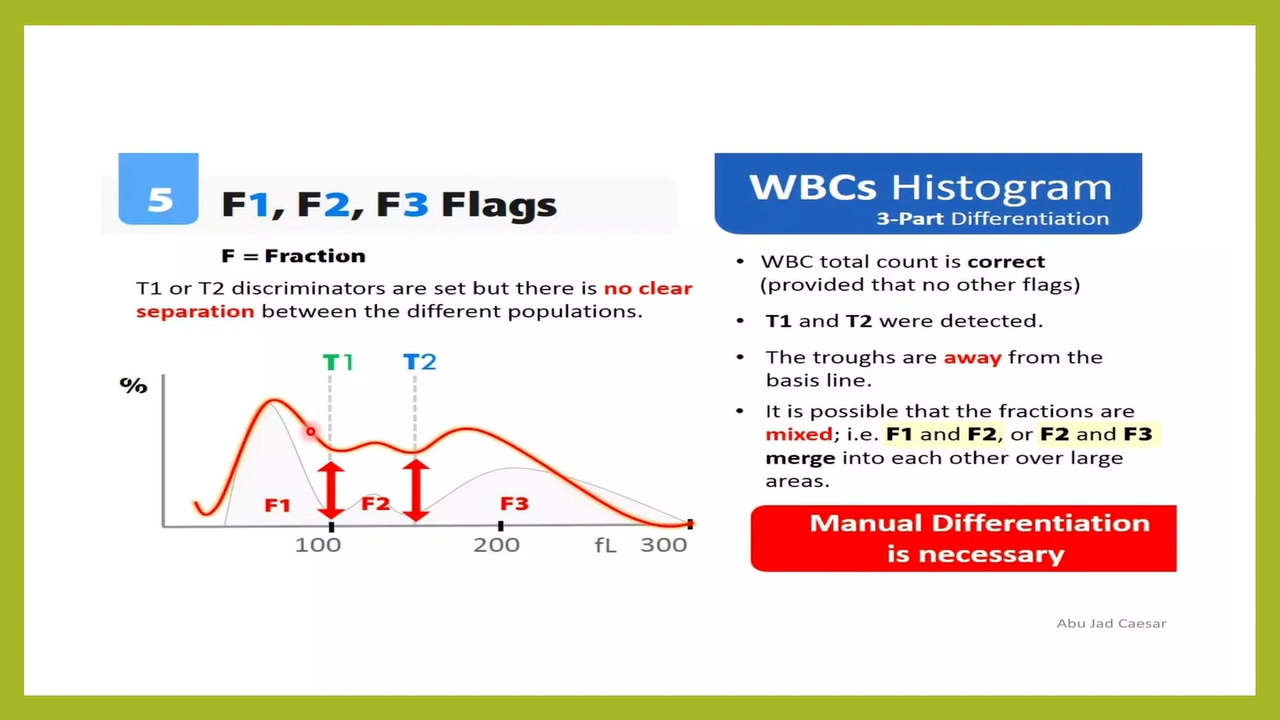 5
F1, F2, F3 Flags
F = Fraction
T1 or T2 discriminators are set but there is no clear
separation between the different populations.
T1
T2
%
F1
F2
F3
100
200
fL
300
WBCs Histogram
3-Part Differentiation
• WBC total count is correct
(provided that no other flags)
• T1 and T2 were detected.
• The troughs are away from the
basis line.
• It is possible that the fractions are
mixed; i.e. F1 and F2, or F2 and F3
merge into each other over large
areas.
Manual Differentiation
is necessary
Abu Jad Caesar